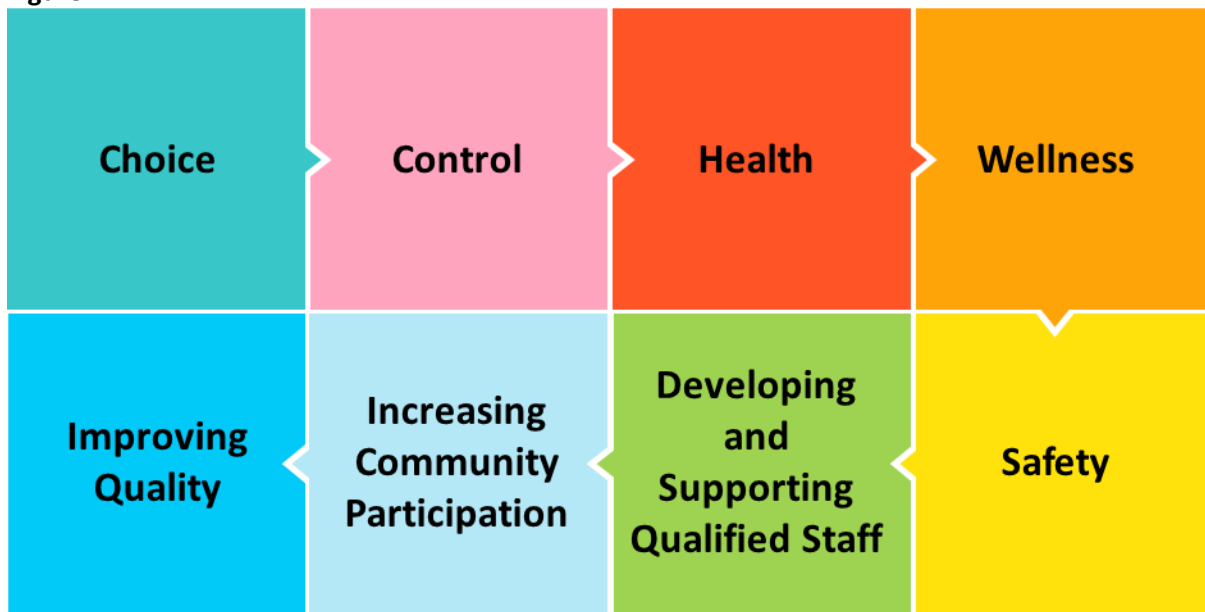 Choice
Control
Health
Wellness
Improving
Quality
Increasing
Community
Participation
Developing
and
Supporting
Qualified Staff
Safety